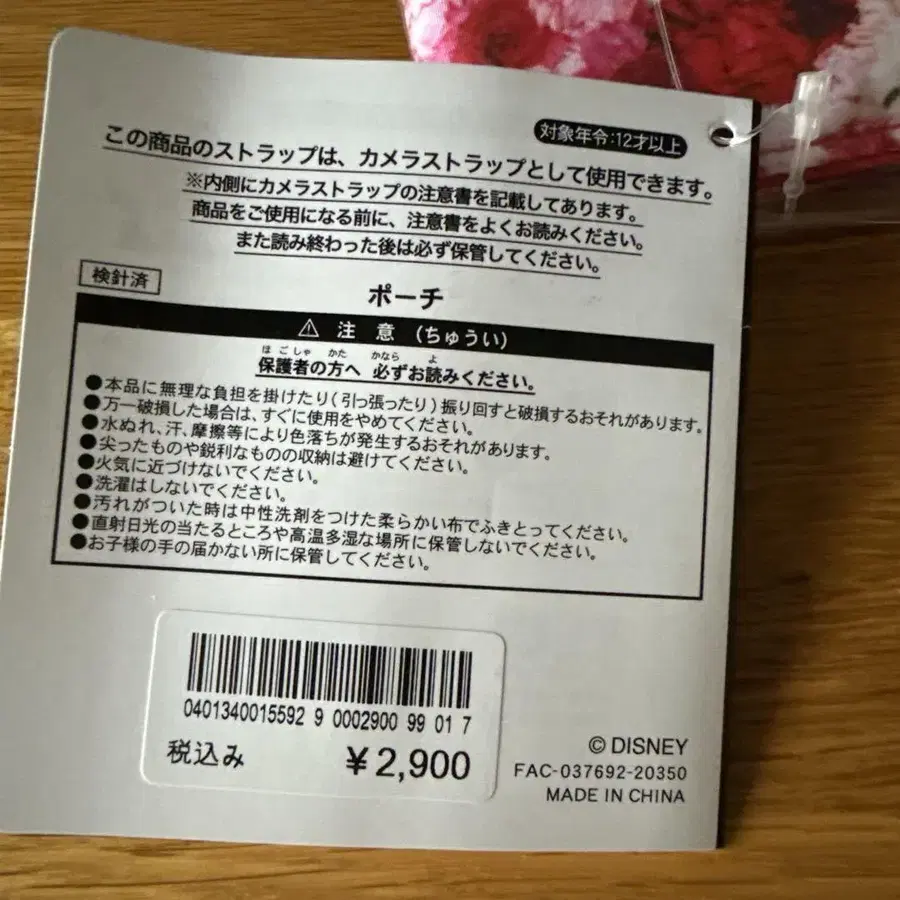 対象年令:12才以上
この商品のストラップは、カメラストラップとして使用できます。
※内側にカメラストラップの注意書を記載してあります。
商品をご使用になる前に、注意書をよくお読みください。
また読み終わった後は必ず保管してください。
検針済
ポーチ
⚠ 注 意 (ちゅうい)
ほごしゃ かた かなら よ
保護者の方へ 必ずお読みください。
●本品に無理な負担を掛けたり(引っ張ったり)振り回すと破損するおそれがあります。
●万一破損した場合は、すぐに使用をやめてください。
●水ぬれ、汗、摩擦等により色落ちが発生するおそれがあります。
●尖ったものや鋭利なものの収納は避けてください。
●火気に近づけないでください。
●洗濯はしないでください。
●汚れがついた時は中性洗剤をつけた柔らかい布でふきとってください。
●直射日光の当たるところや高温多湿な場所に保管しないでください。
●お子様の手の届かない所に保管してください。
0401340015592 9 0002900 99 01 7
税込み ¥2,900
© DISNEY
FAC-037692-20350
MADE IN CHINA